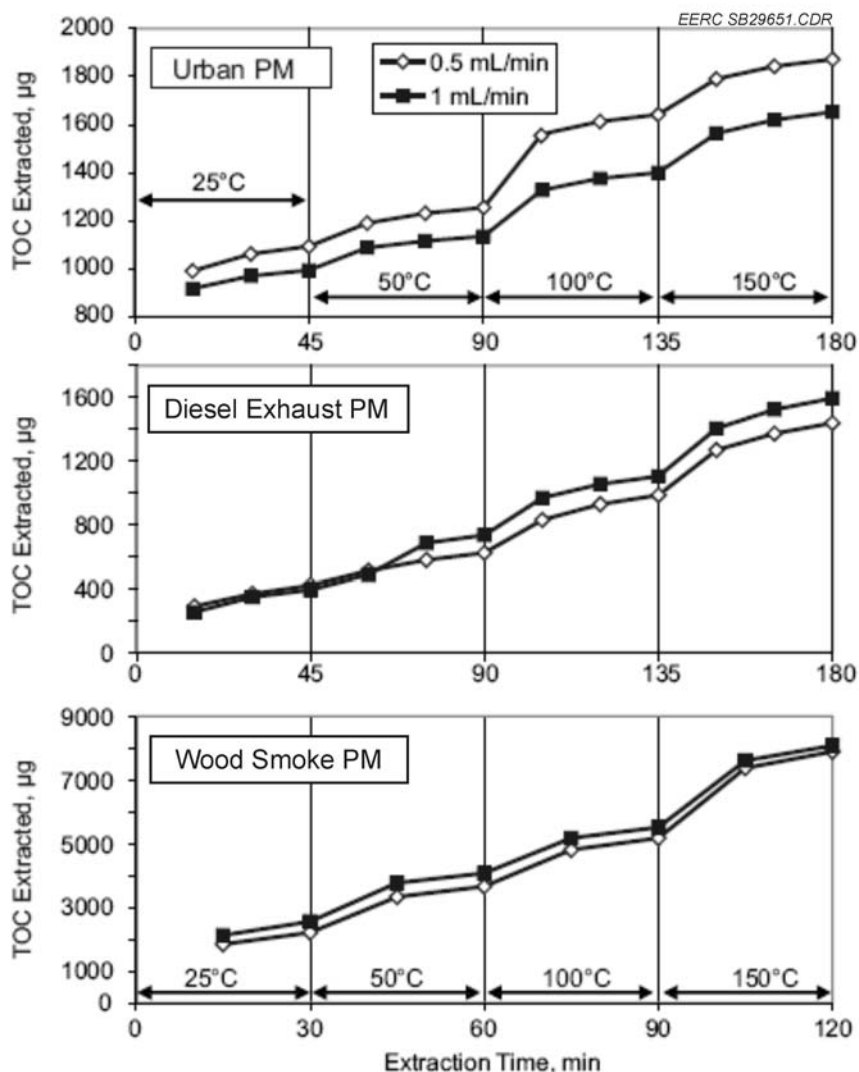 EERC SB29651.CDR
2000
1800
1600
1400
1200
1000
800
TOC Extracted, µg
Urban PM
0.5 mL/min
1 mL/min
25°C
50°C
100°C
150°C
0 45 90 135 180
1600
1200
800
400
0
TOC Extracted, µg
Diesel Exhaust PM
0 45 90 135 180
9000
7000
5000
3000
1000
0
TOC Extracted, µg
Wood Smoke PM
25°C 50°C 100°C 150°C
0 30 60 90 120
Extraction Time, min